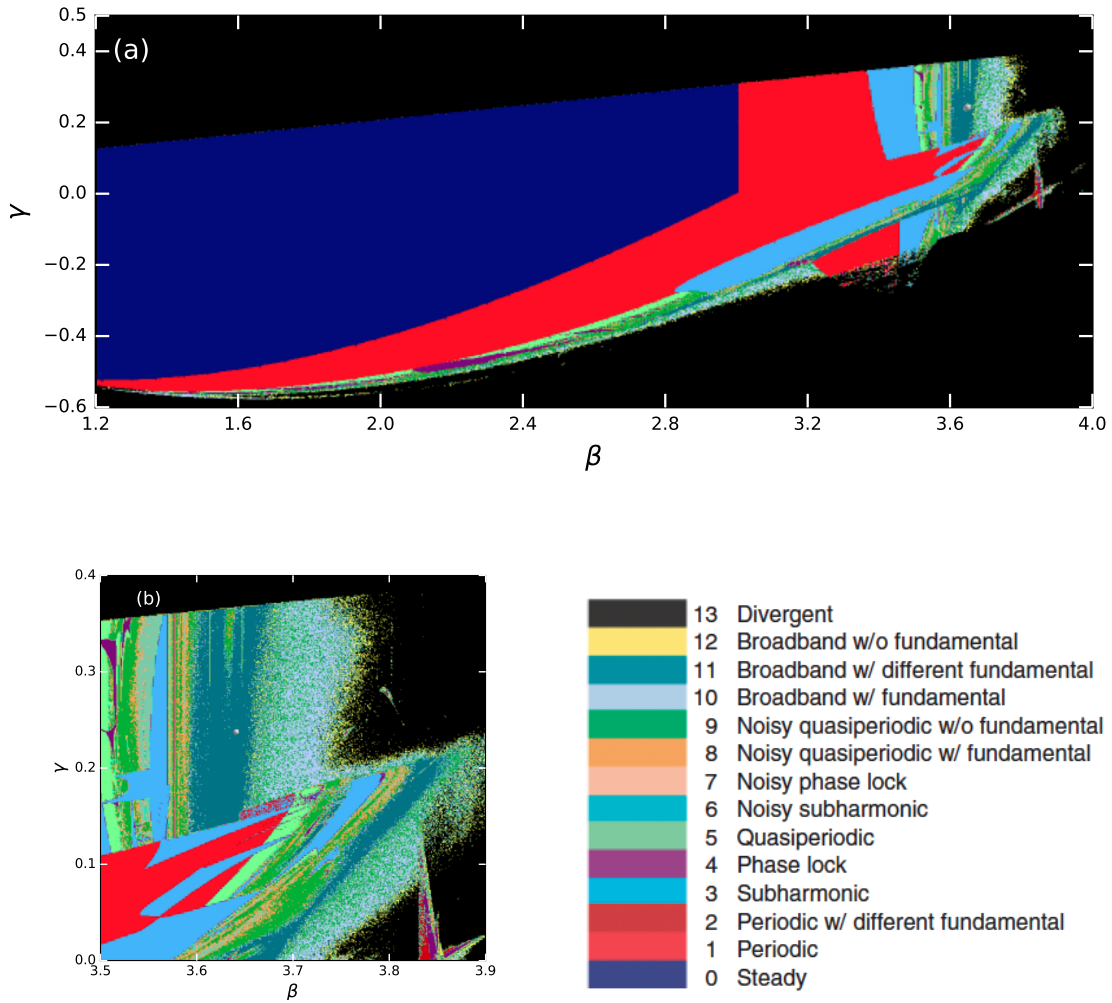 (a)
γ
0.5
0.4
0.2
0.0
−0.2
−0.4
−0.6
1.2 1.6 2.0 2.4 2.8 3.2 3.6 4.0
β
(b)
γ
0.4
0.3
0.2
0.1
0.0
3.5 3.6 3.7 3.8 3.9
β
13 Divergent
12 Broadband w/o fundamental
11 Broadband w/ different fundamental
10 Broadband w/ fundamental
9 Noisy quasiperiodic w/o fundamental
8 Noisy quasiperiodic w/ fundamental
7 Noisy phase lock
6 Noisy subharmonic
5 Quasiperiodic
4 Phase lock
3 Subharmonic
2 Periodic w/ different fundamental
1 Periodic
0 Steady